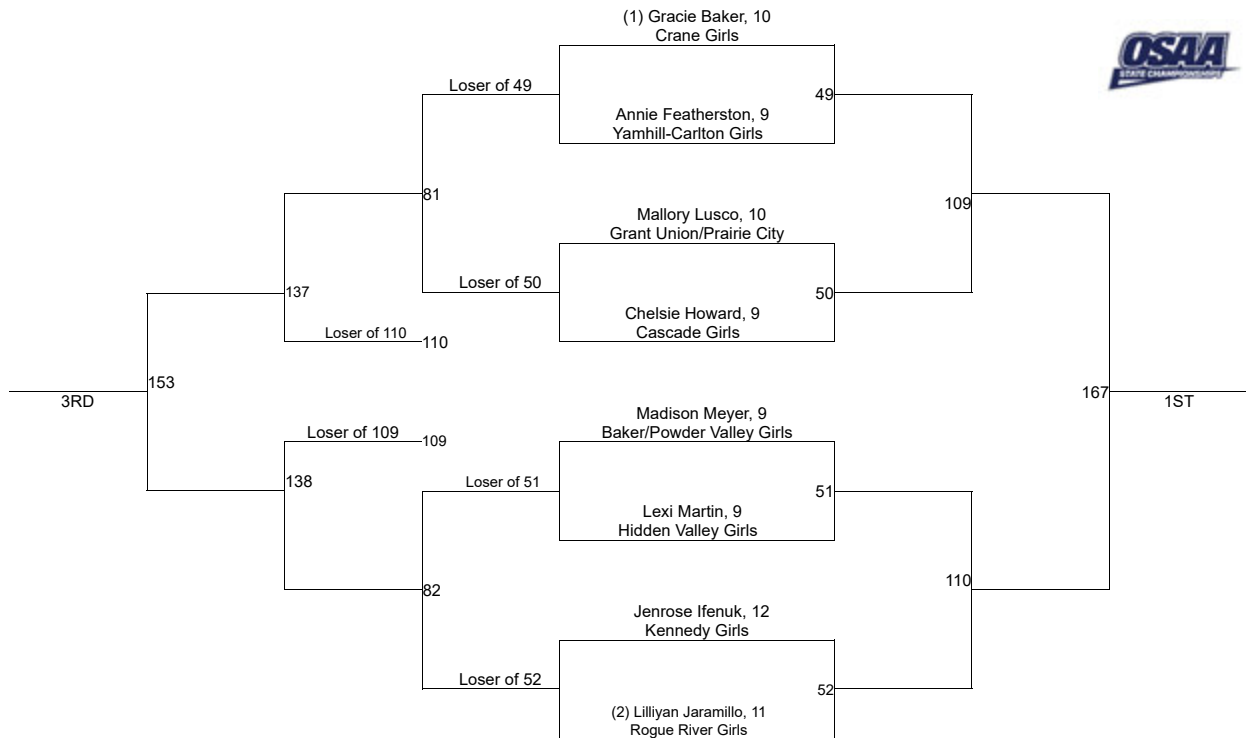 (1) Gracie Baker, 10
Crane Girls
OSAA
STATE CHAMPIONSHIPS
Loser of 49
49
Annie Featherston, 9
Yamhill-Carlton Girls
81
109
Mallory Lusco, 10
Grant Union/Prairie City
Loser of 50
50
137
Chelsie Howard, 9
Cascade Girls
Loser of 110
110
153
3RD
167
1ST
Madison Meyer, 9
Baker/Powder Valley Girls
Loser of 109
109
138
Loser of 51
51
Lexi Martin, 9
Hidden Valley Girls
82
110
Jenrose Ifenuk, 12
Kennedy Girls
Loser of 52
52
(2) Lilliyan Jaramillo, 11
Rogue River Girls